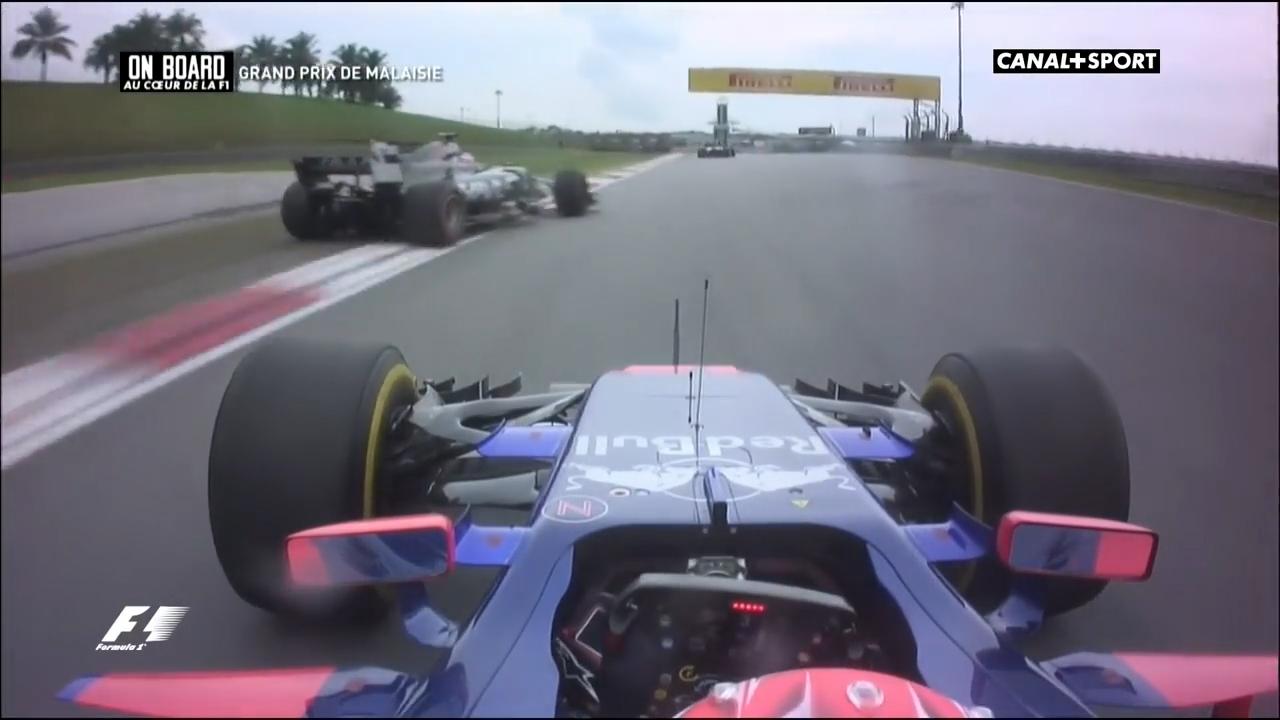 ON BOARD
AU CŒUR DE LA F1
GRAND PRIX DE MALAISIE
CANAL+SPORT
PIRELLI PIRELLI
Red Bull
N
F1
Formula 1